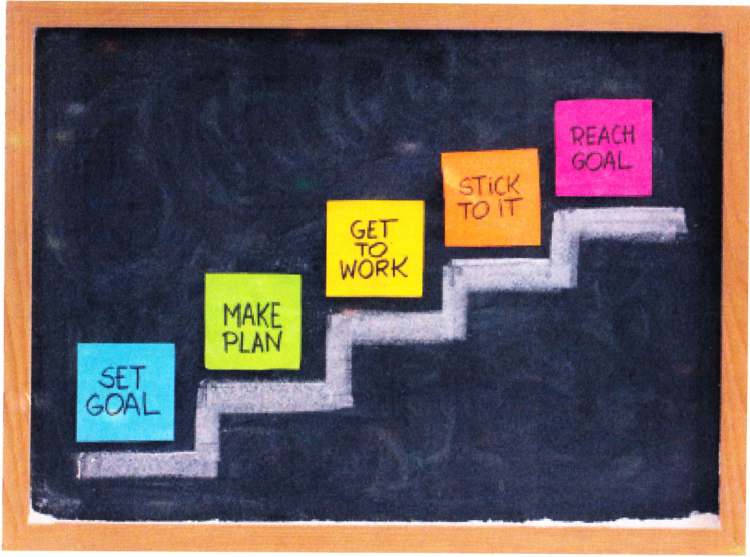 SET
GOAL
MAKE
PLAN
GET
TO
WORK
STiCK
TO iT
REACH
GOAL